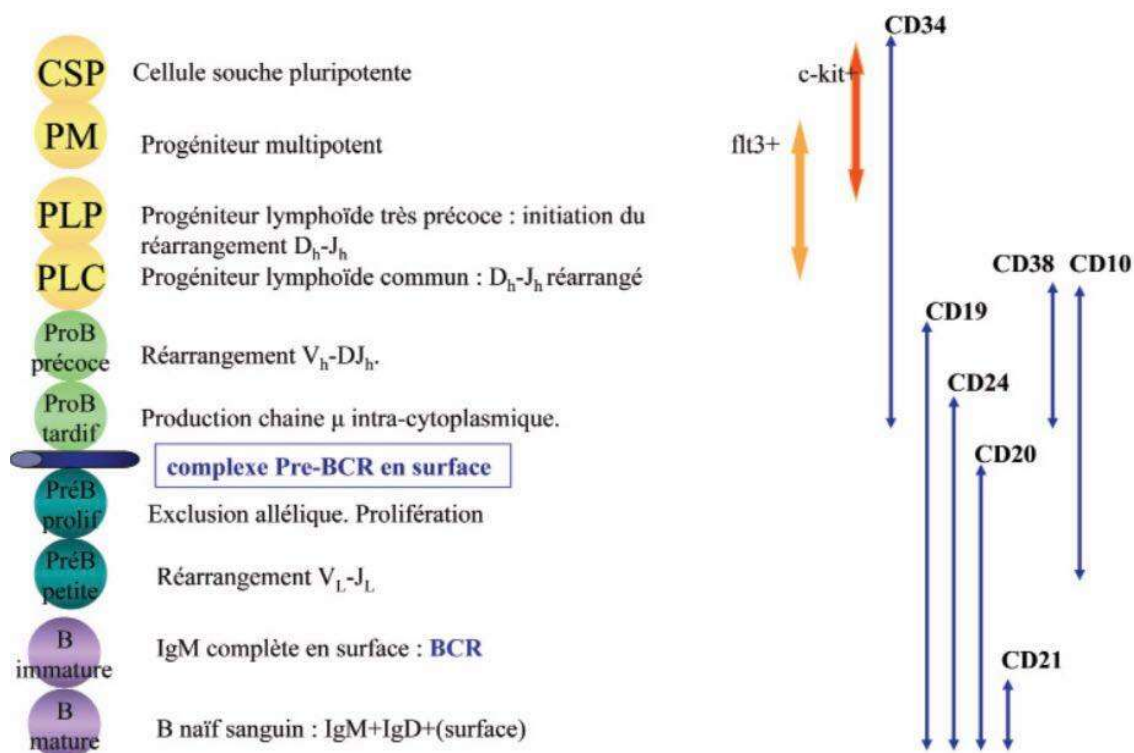 CD34
CSP Cellule souche pluripotente
c-kit+
PM Progéniteur multipotent
flt3+
PLP Progéniteur lymphoïde très précoce : initiation du
réarrangement Dh-Jh
PLC Progéniteur lymphoïde commun : Dh-Jh réarrangé
CD38 CD10
CD19
ProB
précoce
Réarrangement Vh-DJh.
CD24
ProB
tardif
Production chaine µ intra-cytoplasmique.
complexe Pre-BCR en surface
CD20
PréB
prolif
Exclusion allélique. Prolifération
PréB
petite
Réarrangement VL-JL
B
immature
IgM complète en surface : BCR
CD21
B
mature
B naïf sanguin : IgM+IgD+(surface)